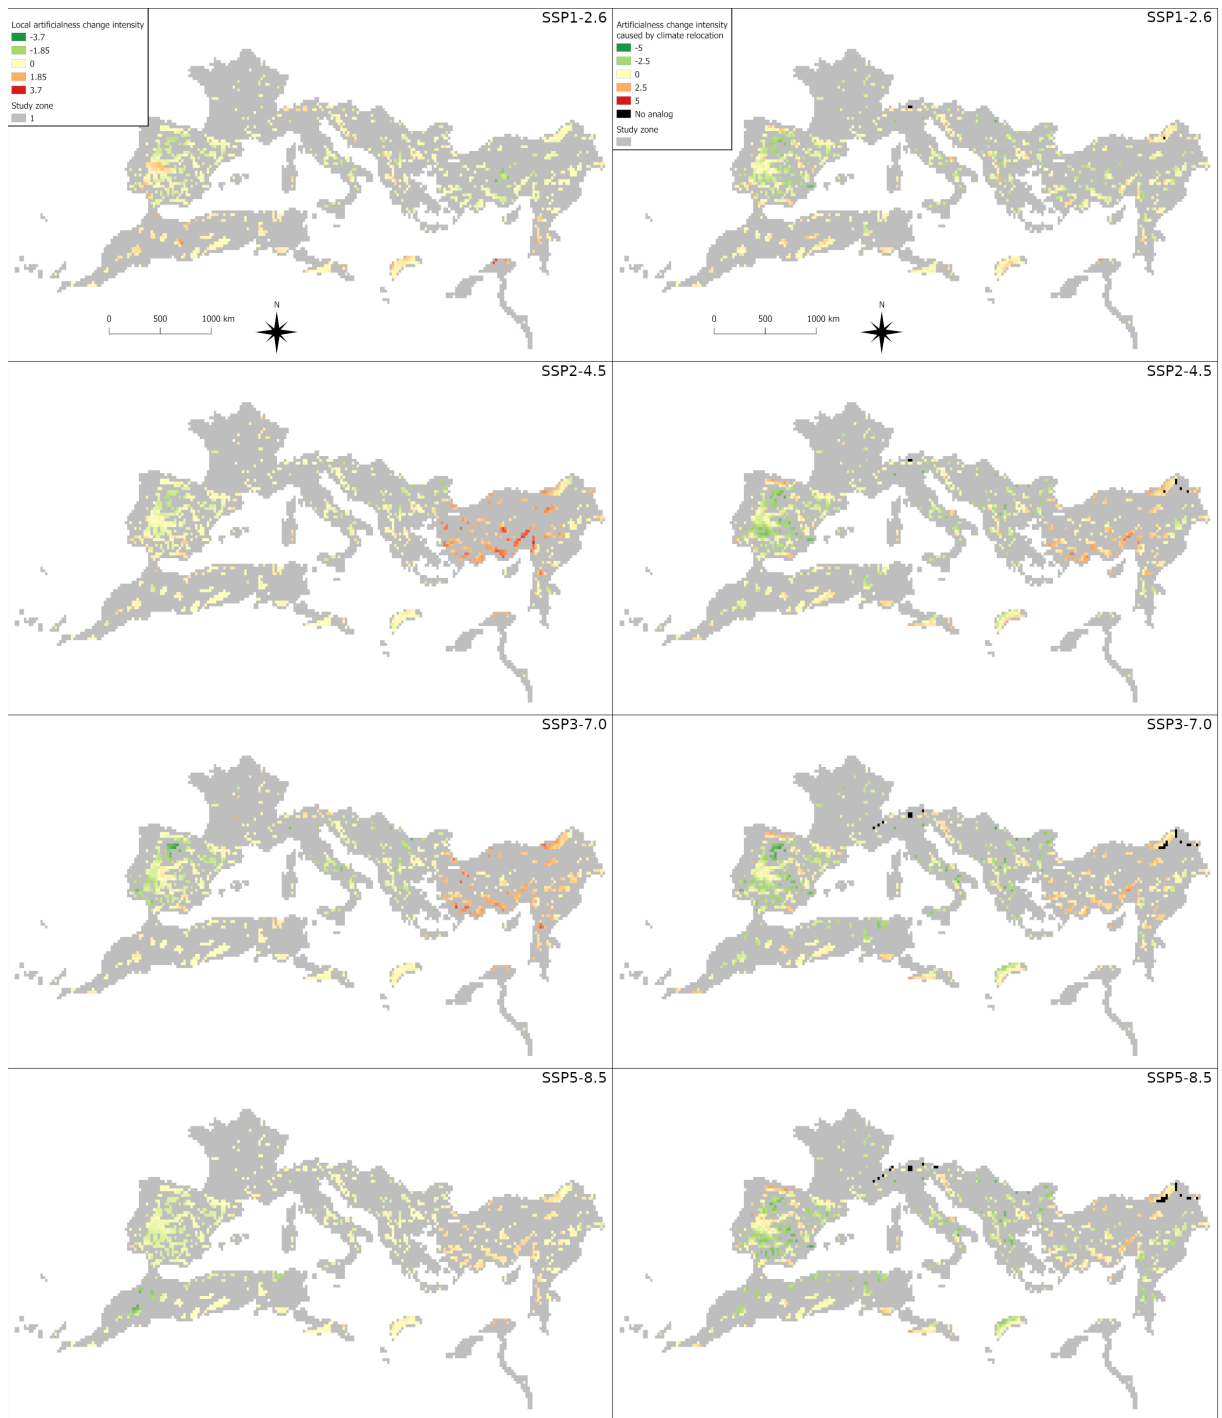 SSP1-2.6
Local artificialness change intensity
-3.7
-1.85
0
1.85
3.7
Study zone
1
N
0 500 1000 km
SSP1-2.6
Artificialness change intensity
caused by climate relocation
-5
-2.5
0
2.5
5
No analog
Study zone
N
0 500 1000 km
SSP2-4.5
SSP2-4.5
SSP3-7.0
SSP3-7.0
SSP5-8.5
SSP5-8.5